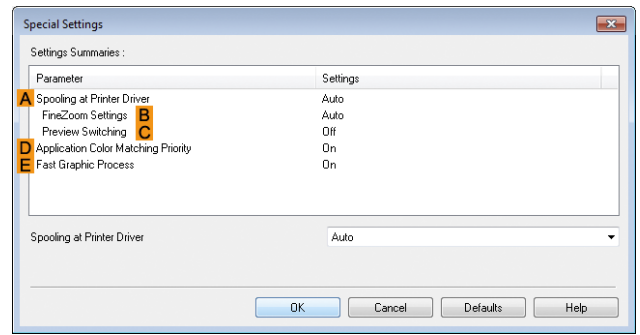 Special Settings
Settings Summaries :
Parameter Settings
A Spooling at Printer Driver Auto
FineZoom Settings B Auto
Preview Switching C Off
D Application Color Matching Priority On
E Fast Graphic Process On
Spooling at Printer Driver Auto
OK Cancel Defaults Help